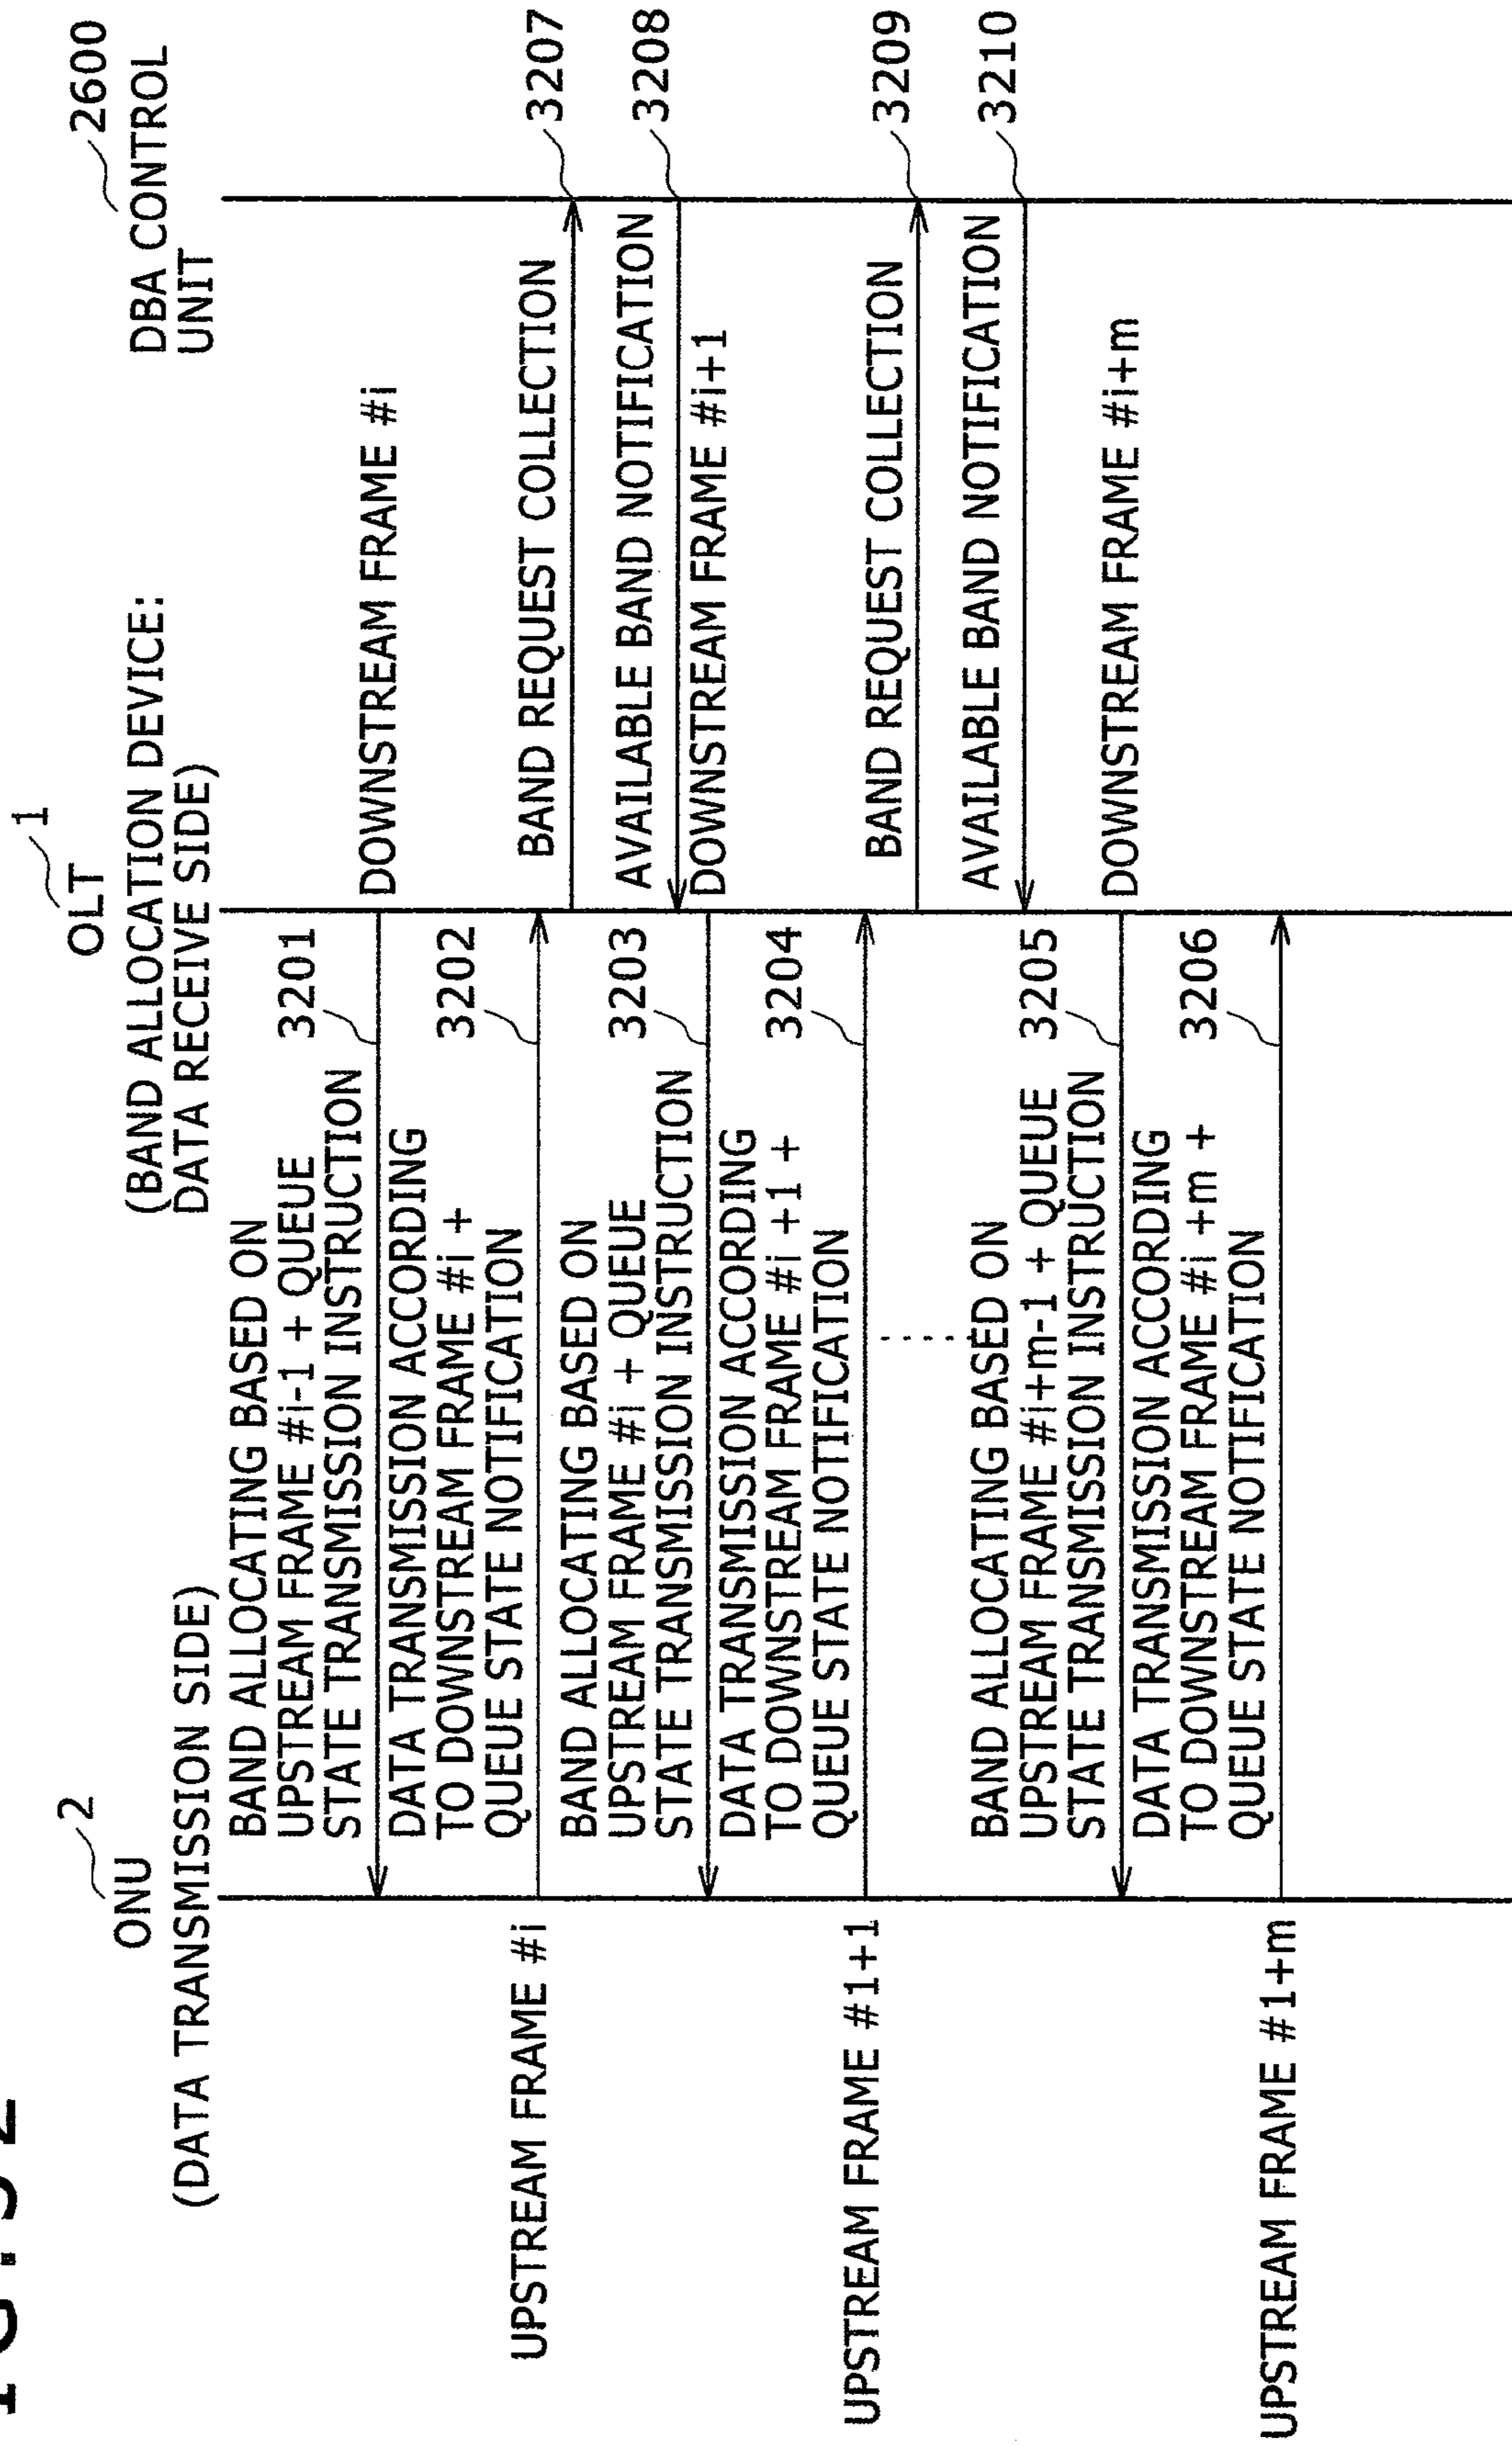 ONU
2
(DATA TRANSMISSION SIDE)
OLT
1
(BAND ALLOCATION DEVICE:
DATA RECEIVE SIDE)
2600
DBA CONTROL
UNIT
BAND ALLOCATING BASED ON
UPSTREAM FRAME #i-1 + QUEUE
STATE TRANSMISSION INSTRUCTION
3201
DOWNSTREAM FRAME #i
DATA TRANSMISSION ACCORDING
TO DOWNSTREAM FRAME #i +
QUEUE STATE NOTIFICATION
3202
UPSTREAM FRAME #i
BAND REQUEST COLLECTION
3207
AVAILABLE BAND NOTIFICATION
3208
BAND ALLOCATING BASED ON
UPSTREAM FRAME #i + QUEUE
STATE TRANSMISSION INSTRUCTION
3203
DOWNSTREAM FRAME #i+1
DATA TRANSMISSION ACCORDING
TO DOWNSTREAM FRAME #i +1 +
QUEUE STATE NOTIFICATION
3204
UPSTREAM FRAME #1+1
BAND REQUEST COLLECTION
3209
AVAILABLE BAND NOTIFICATION
3210
BAND ALLOCATING BASED ON
UPSTREAM FRAME #i+m-1 + QUEUE
STATE TRANSMISSION INSTRUCTION
3205
DOWNSTREAM FRAME #i+m
DATA TRANSMISSION ACCORDING
TO DOWNSTREAM FRAME #i +m +
QUEUE STATE NOTIFICATION
3206
UPSTREAM FRAME #1+m